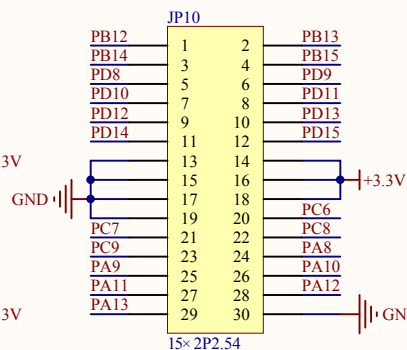 JP10
PB12 1 2 PB13
PB14 3 4 PB15
PD8 5 6 PD9
PD10 7 8 PD11
PD12 9 10 PD13
PD14 11 12 PD15
3V 13 14
15 16 +3.3V
GND 17 18
19 20 PC6
PC7 21 22 PC8
PC9 23 24 PA8
PA9 25 26 PA10
PA11 27 28 PA12
3V PA13 29 30 GN
15×2P2.54